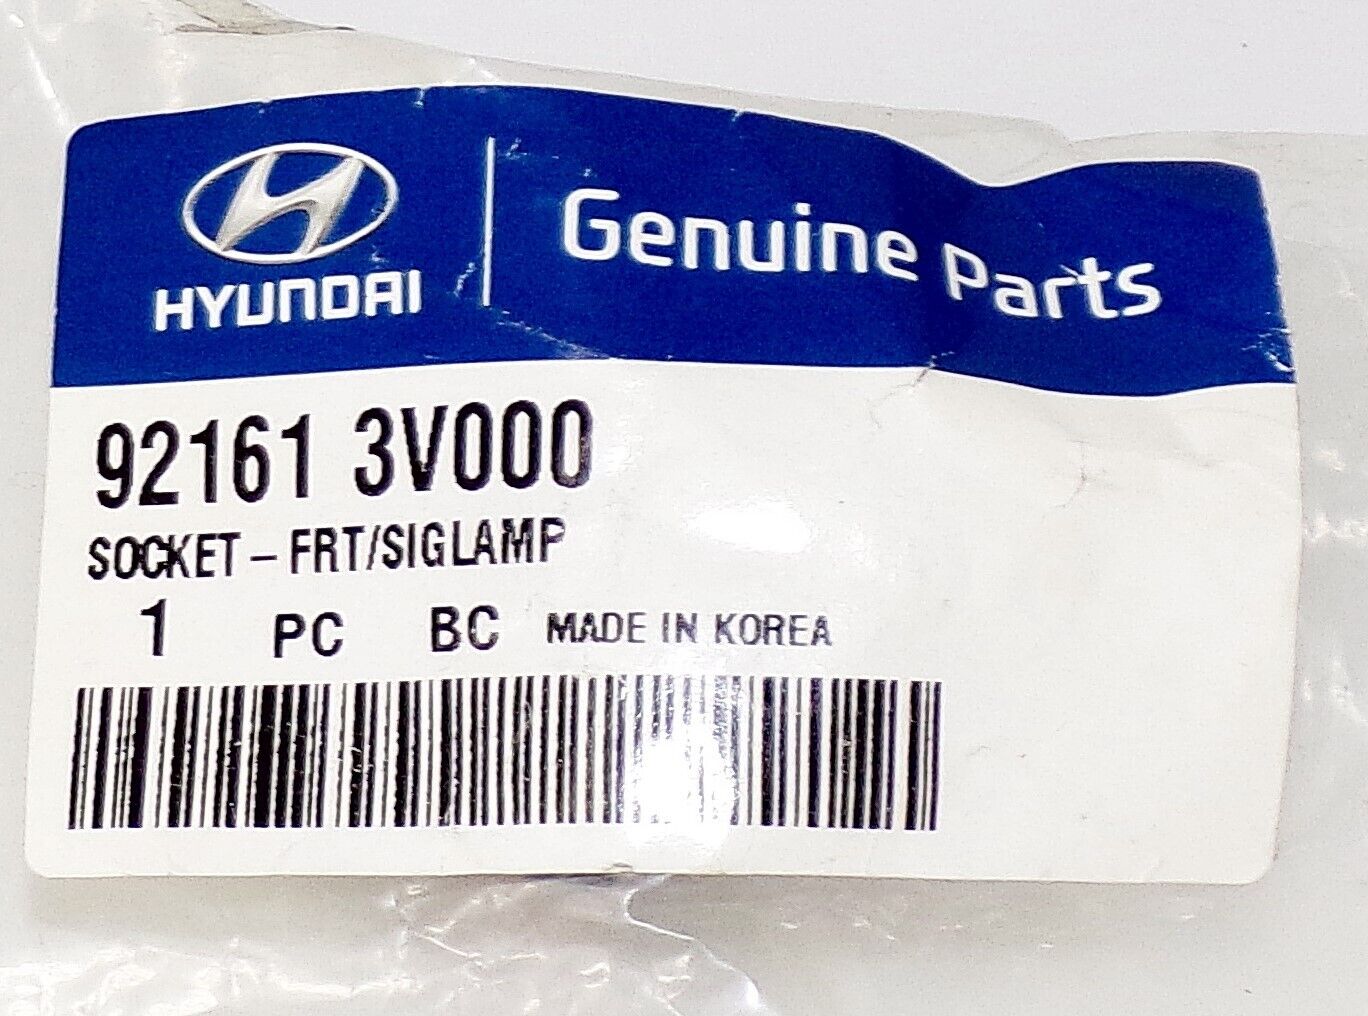 HYUNDAI
Genuine Parts
92161 3V000
SOCKET-FRT/SIGLAMP
1 PC BC MADE IN KOREA